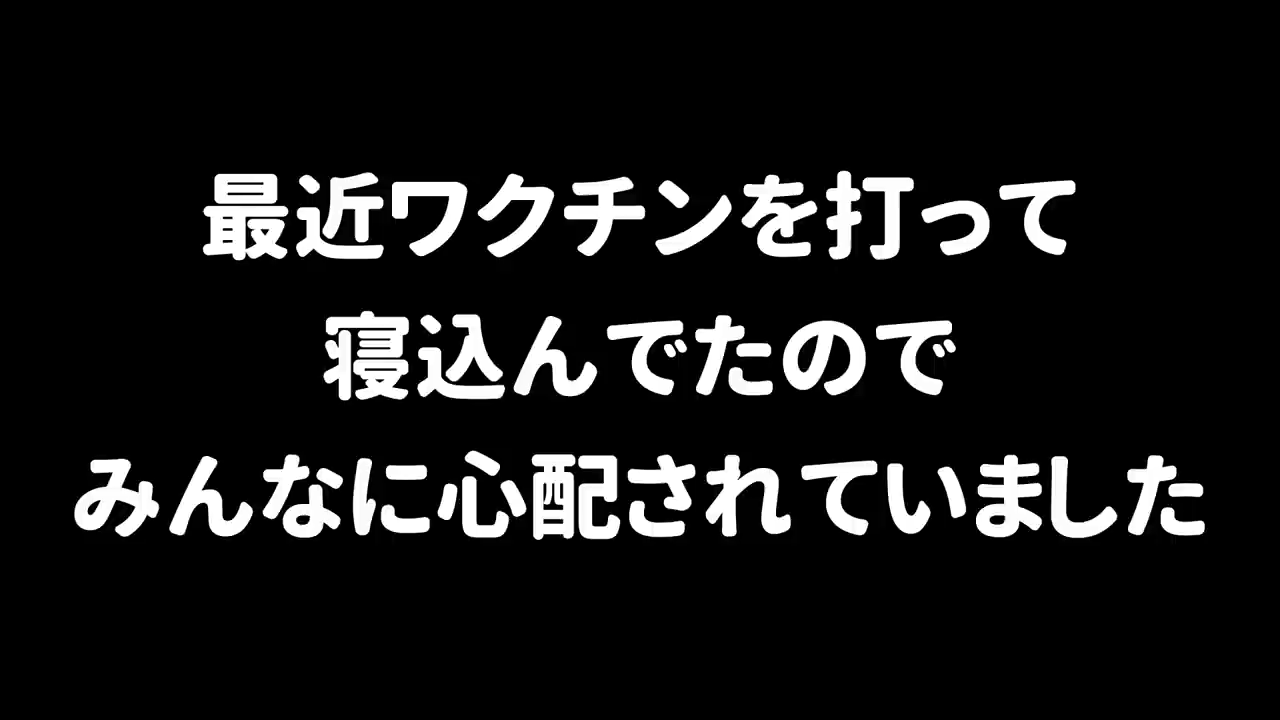 最近ワクチンを打って
寝込んでたので
みんなに心配されていました